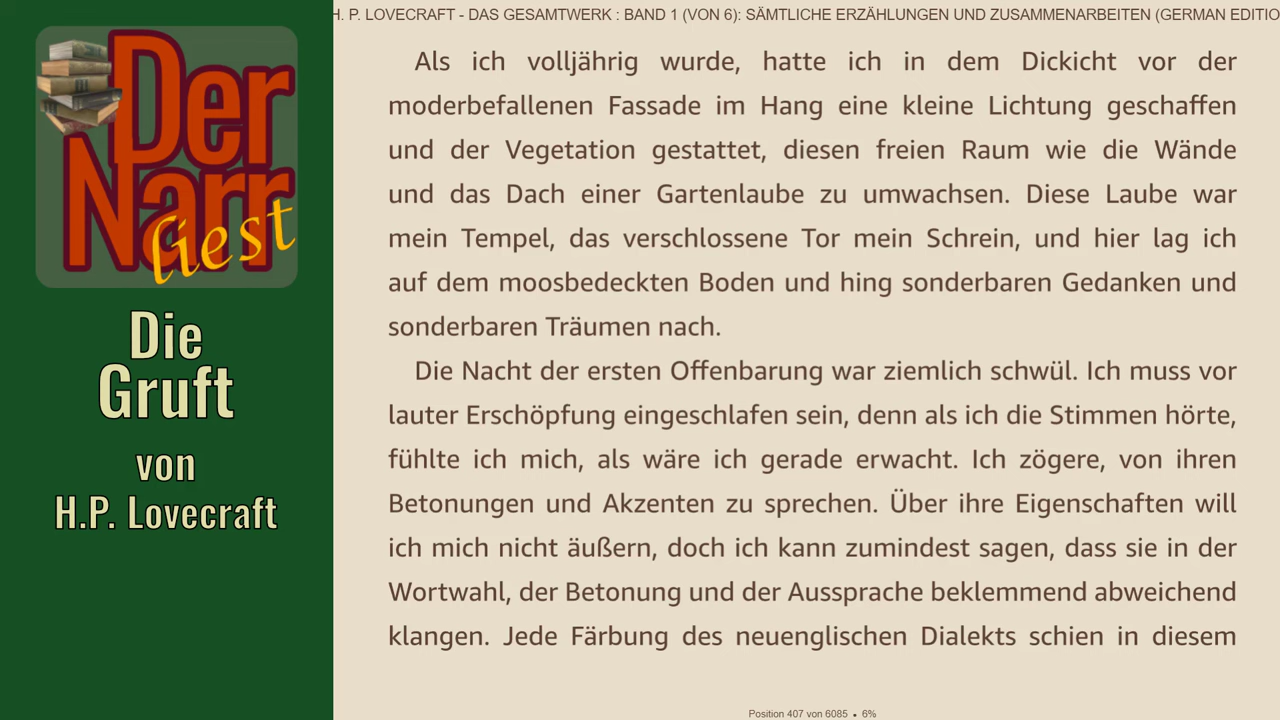 Der
Narr
liest
Die
Gruft
von
H.P. Lovecraft
H. P. LOVECRAFT - DAS GESAMTWERK : BAND 1 (VON 6): SÄMTLICHE ERZÄHLUNGEN UND ZUSAMMENARBEITEN (GERMAN EDITIO
Als ich volljährig wurde, hatte ich in dem Dickicht vor der
moderbefallenen Fassade im Hang eine kleine Lichtung geschaffen
und der Vegetation gestattet, diesen freien Raum wie die Wände
und das Dach einer Gartenlaube zu umwachsen. Diese Laube war
mein Tempel, das verschlossene Tor mein Schrein, und hier lag ich
auf dem moosbedeckten Boden und hing sonderbaren Gedanken und
sonderbaren Träumen nach.
Die Nacht der ersten Offenbarung war ziemlich schwül. Ich muss vor
lauter Erschöpfung eingeschlafen sein, denn als ich die Stimmen hörte,
fühlte ich mich, als wäre ich gerade erwacht. Ich zögere, von ihren
Betonungen und Akzenten zu sprechen. Über ihre Eigenschaften will
ich mich nicht äußern, doch ich kann zumindest sagen, dass sie in der
Wortwahl, der Betonung und der Aussprache beklemmend abweichend
klangen. Jede Färbung des neuenglischen Dialekts schien in diesem
Position 407 von 6085 • 6%